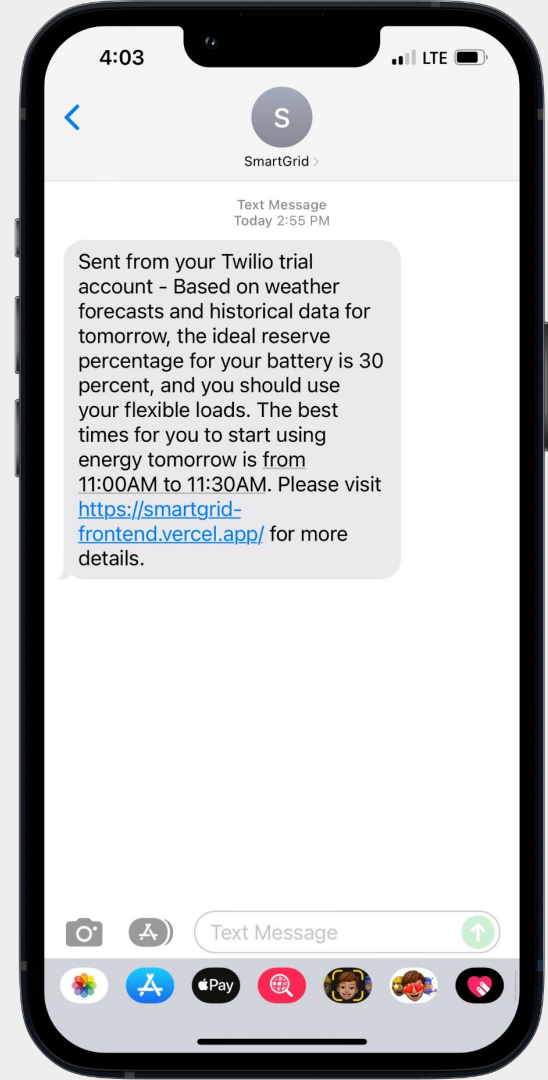 4:03
LTE
S
SmartGrid
Text Message
Today 2:55 PM
Sent from your Twilio trial
account - Based on weather
forecasts and historical data for
tomorrow, the ideal reserve
percentage for your battery is 30
percent, and you should use
your flexible loads. The best
times for you to start using
energy tomorrow is from
11:00AM to 11:30AM. Please visit
https://smartgrid-
frontend.vercel.app/ for more
details.
Text Message
Pay